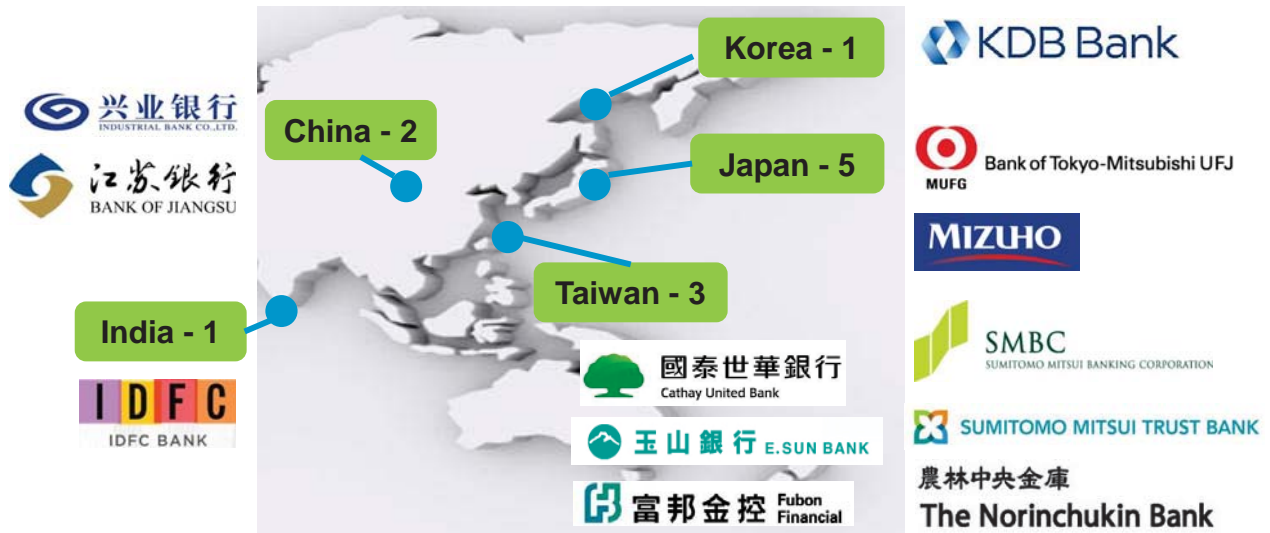 兴业银行
INDUSTRIAL BANK CO.,LTD.
江苏银行
BANK OF JIANGSU
China - 2
India - 1
IDFC
IDFC BANK
Korea - 1
Japan - 5
Taiwan - 3
國泰世華銀行
Cathay United Bank
玉山銀行 E.SUN BANK
富邦金控 Fubon
Financial
KDB Bank
MUFG
Bank of Tokyo-Mitsubishi UFJ
MIZUHO
SMBC
SUMITOMO MITSUI BANKING CORPORATION
SUMITOMO MITSUI TRUST BANK
農林中央金庫
The Norinchukin Bank